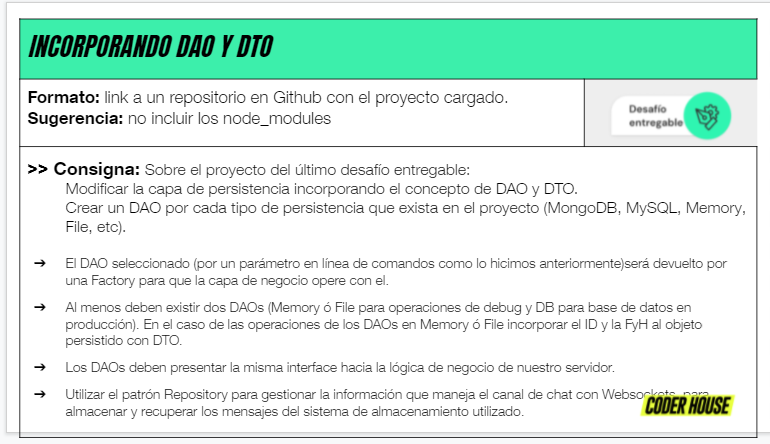 INCORPORANDO DAO Y DTO
Formato: link a un repositorio en Github con el proyecto cargado.
Sugerencia: no incluir los node_modules
Desafío
entregable
>> Consigna: Sobre el proyecto del último desafío entregable:
Modificar la capa de persistencia incorporando el concepto de DAO y DTO.
Crear un DAO por cada tipo de persistencia que exista en el proyecto (MongoDB, MySQL, Memory,
File, etc).
➔ El DAO seleccionado (por un parámetro en línea de comandos como lo hicimos anteriormente)será devuelto por
una Factory para que la capa de negocio opere con el.
➔ Al menos deben existir dos DAOs (Memory ó File para operaciones de debug y DB para base de datos en
producción). En el caso de las operaciones de los DAOs en Memory ó File incorporar el ID y la FyH al objeto
persistido con DTO.
➔ Los DAOs deben presentar la misma interface hacia la lógica de negocio de nuestro servidor.
➔ Utilizar el patrón Repository para gestionar la información que maneja el canal de chat con Websockets, para
almacenar y recuperar los mensajes del sistema de almacenamiento utilizado.
CODER HOUSE